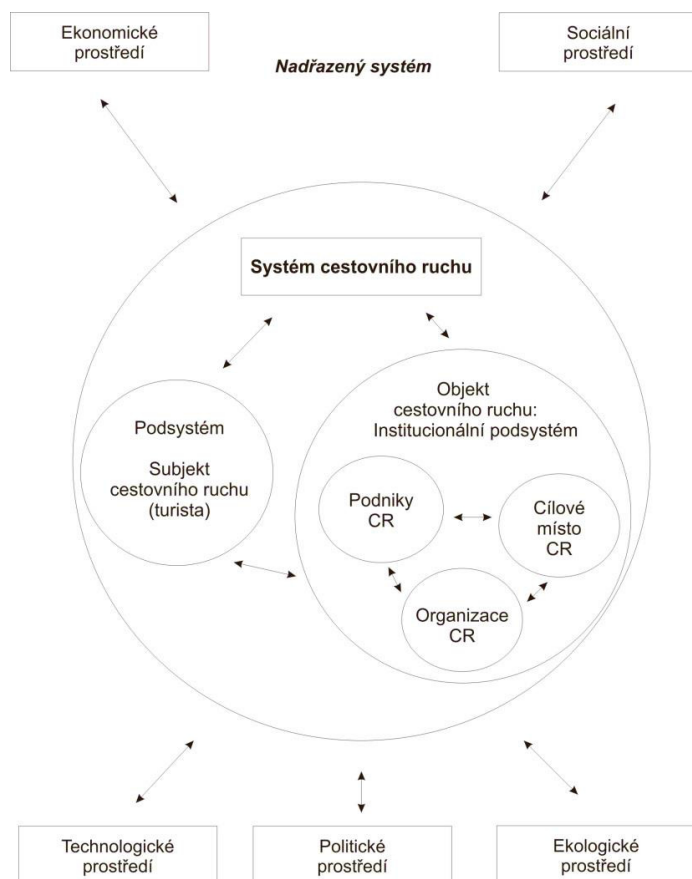 Ekonomické
prostředí
Sociální
prostředí
Nadřazený systém
Systém cestovního ruchu
Podsystém
Subjekt
cestovního ruchu
(turista)
Objekt
cestovního ruchu:
Institucionální podsystém
Podniky
CR
Cílové
místo
CR
Organizace
CR
Technologické
prostředí
Politické
prostředí
Ekologické
prostředí